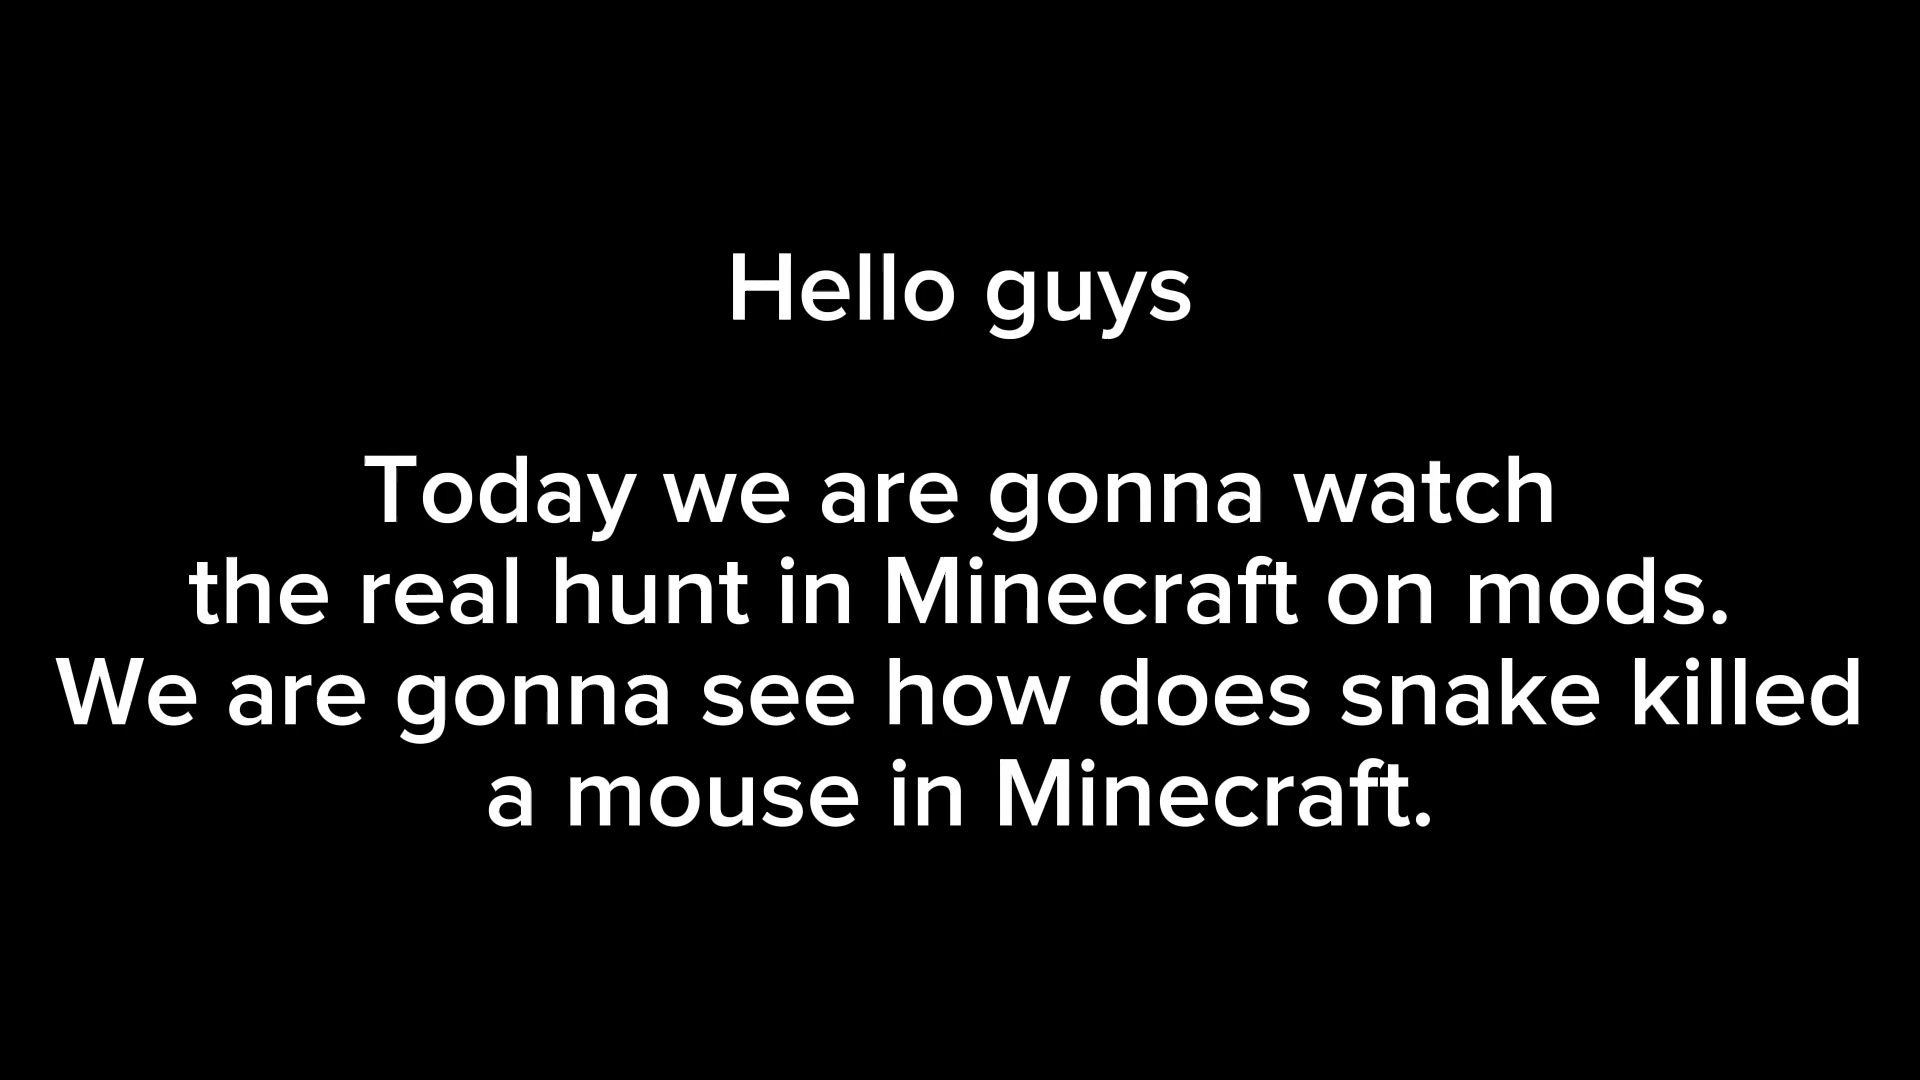 Hello guys
Today we are gonna watch
the real hunt in Minecraft on mods.
We are gonna see how does snake killed
a mouse in Minecraft.